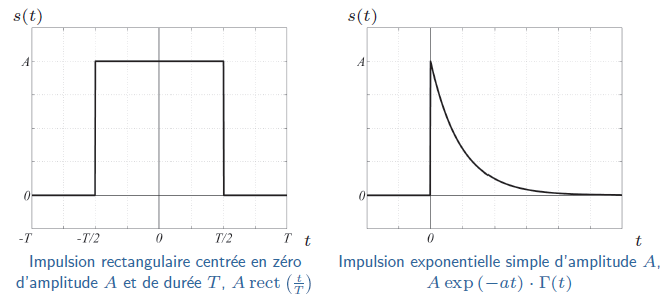 s(t)
A
0
-T -T/2 0 T/2 T t
Impulsion rectangulaire centrée en zéro
d'amplitude A et de durée T, A rect (t/T)
s(t)
A
0
0 t
Impulsion exponentielle simple d'amplitude A,
A exp (−at) · Γ(t)